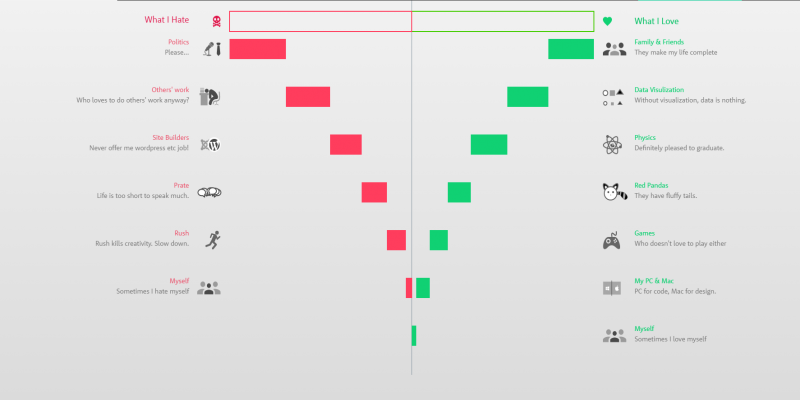 What I Hate
What I Love
Politics
Please...
Family & Friends
They make my life complete
Others' work
Who loves to do others' work anyway?
Data Visulization
Without visualization, data is nothing.
Site Builders
Never offer me wordpress etc job!
Physics
Definitely pleased to graduate.
Prate
Life is too short to speak much.
Red Pandas
They have fluffy tails.
Rush
Rush kills creativity. Slow down.
Games
Who doesn't love to play either
Myself
Sometimes I hate myself
My PC & Mac
PC for code, Mac for design.
Myself
Sometimes I love myself